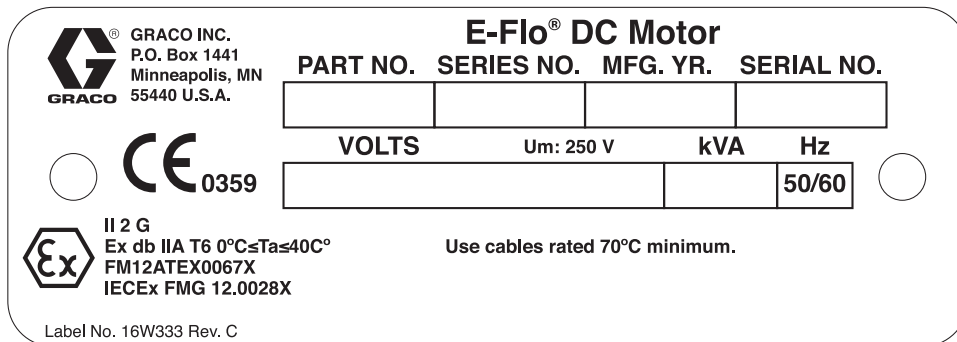 GRACO
®
GRACO INC.
P.O. Box 1441
Minneapolis, MN
55440 U.S.A.
E-Flo® DC Motor
PART NO. SERIES NO. MFG. YR. SERIAL NO.
VOLTS Um: 250 V kVA Hz
50/60
CE 0359
Ex
II 2 G
Ex db IIA T6 0°C≤Ta≤40C°
FM12ATEX0067X
IECEx FMG 12.0028X
Use cables rated 70°C minimum.
Label No. 16W333 Rev. C